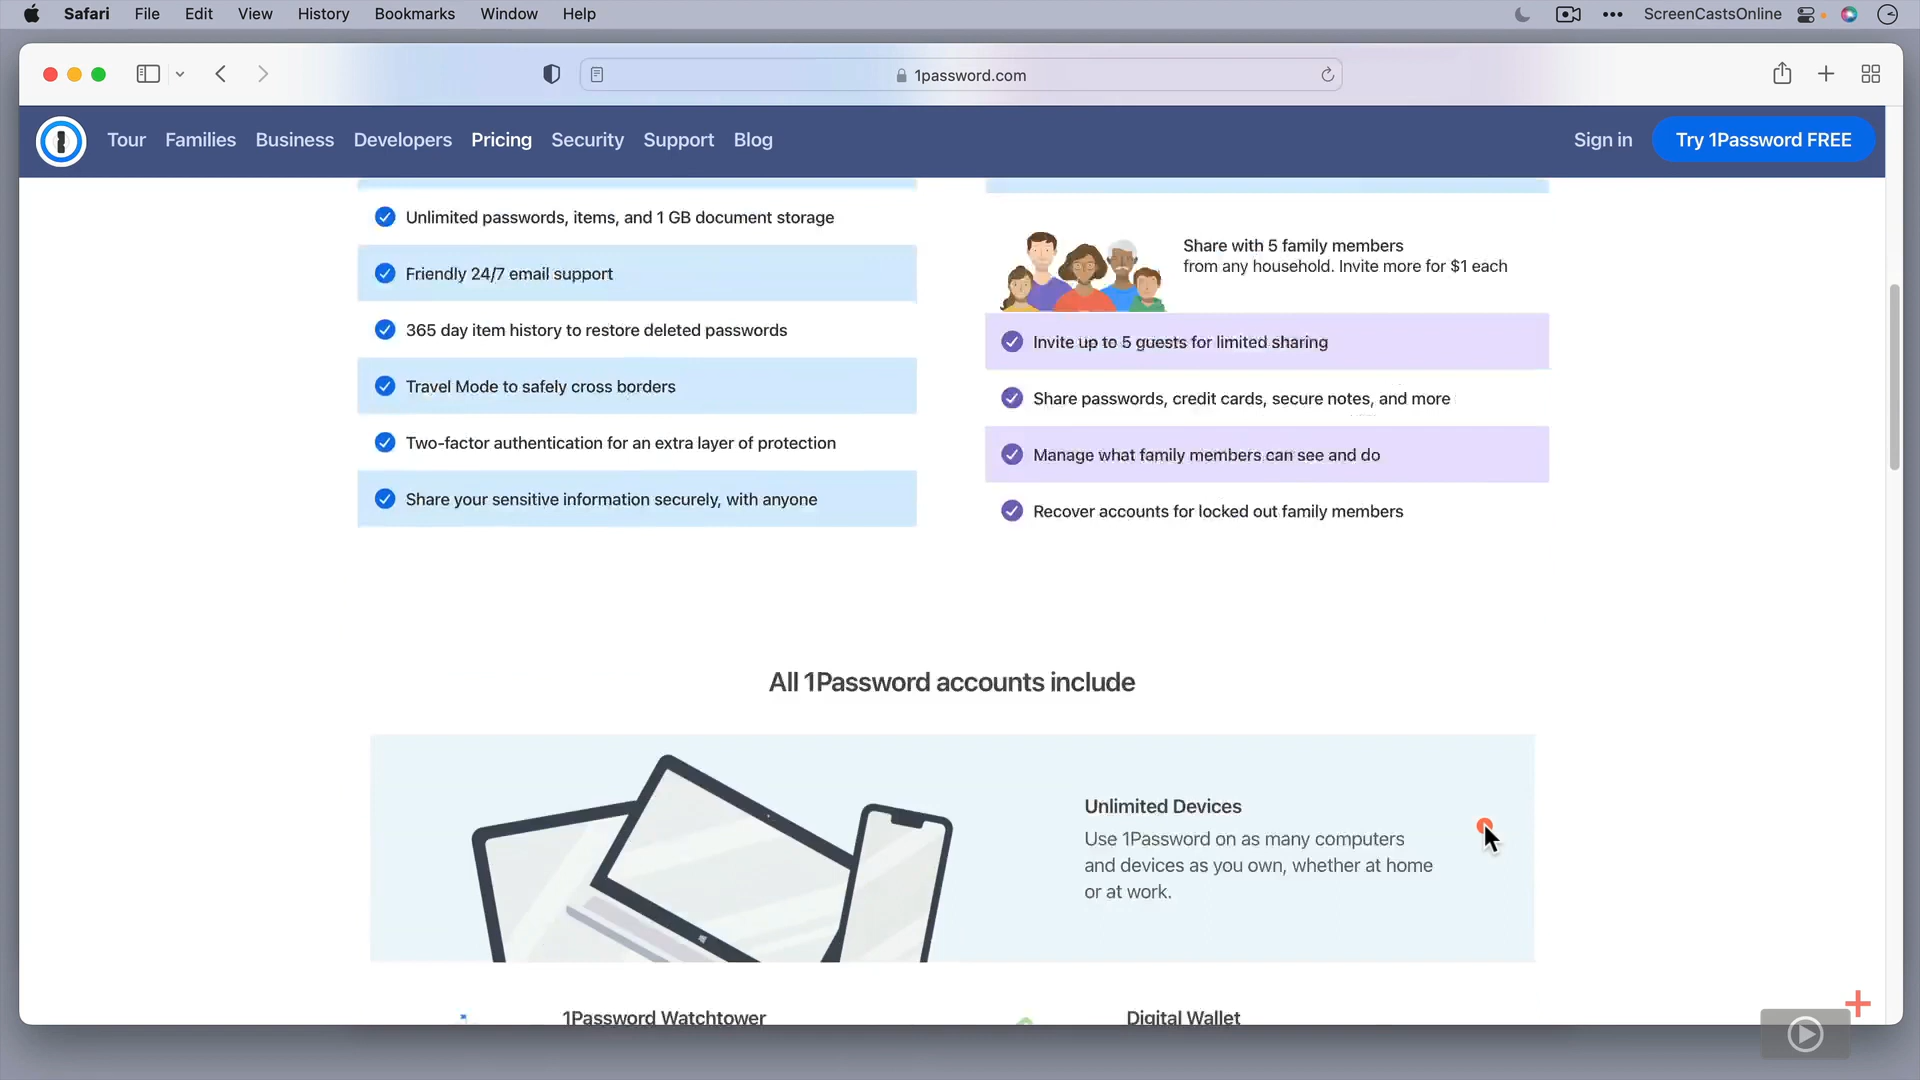 Safari File Edit View History Bookmarks Window Help ScreenCastsOnline
1password.com
Tour Families Business Developers Pricing Security Support Blog Sign in Try 1Password FREE
Unlimited passwords, items, and 1 GB document storage
Friendly 24/7 email support
365 day item history to restore deleted passwords
Travel Mode to safely cross borders
Two-factor authentication for an extra layer of protection
Share your sensitive information securely, with anyone
Share with 5 family members
from any household. Invite more for $1 each
Invite up to 5 guests for limited sharing
Share passwords, credit cards, secure notes, and more
Manage what family members can see and do
Recover accounts for locked out family members
All 1Password accounts include
Unlimited Devices
Use 1Password on as many computers
and devices as you own, whether at home
or at work.
1Password Watchtower
Digital Wallet